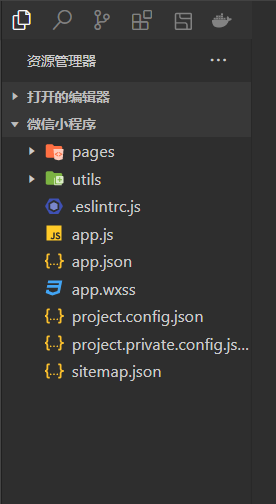 资源管理器
打开的编辑器
微信小程序
pages
utils
.eslintrc.js
JS app.js
{..} app.json
app.wxss
{..} project.config.json
{..} project.private.config.js...
{..} sitemap.json